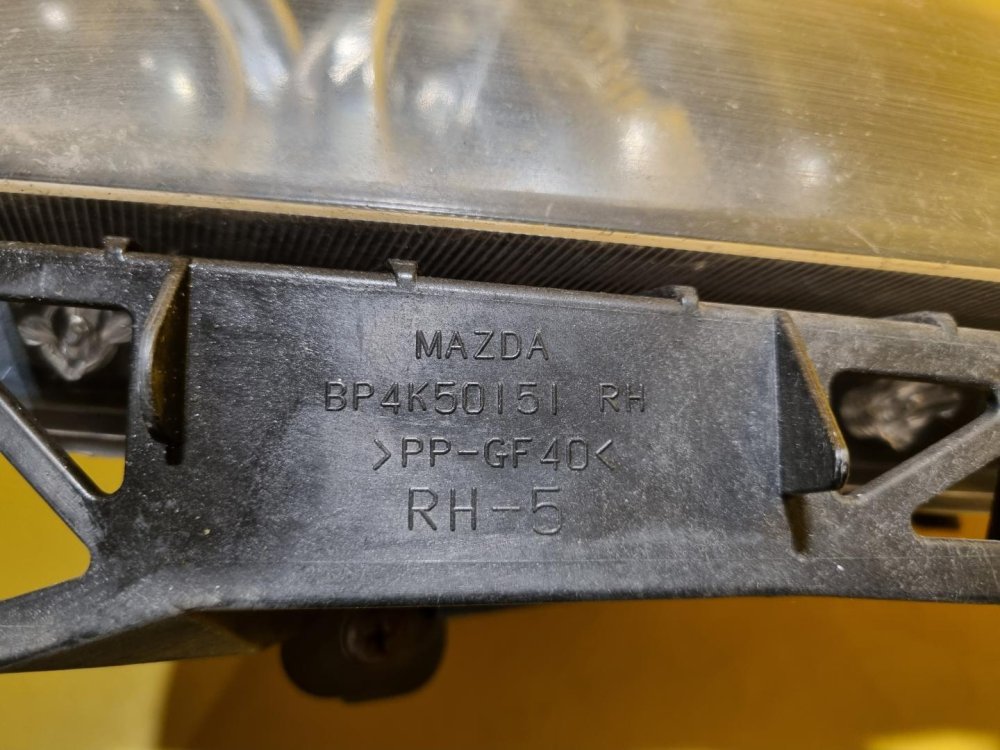 MAZDA
BP4K50151 RH
>PP-GF40<
RH-5